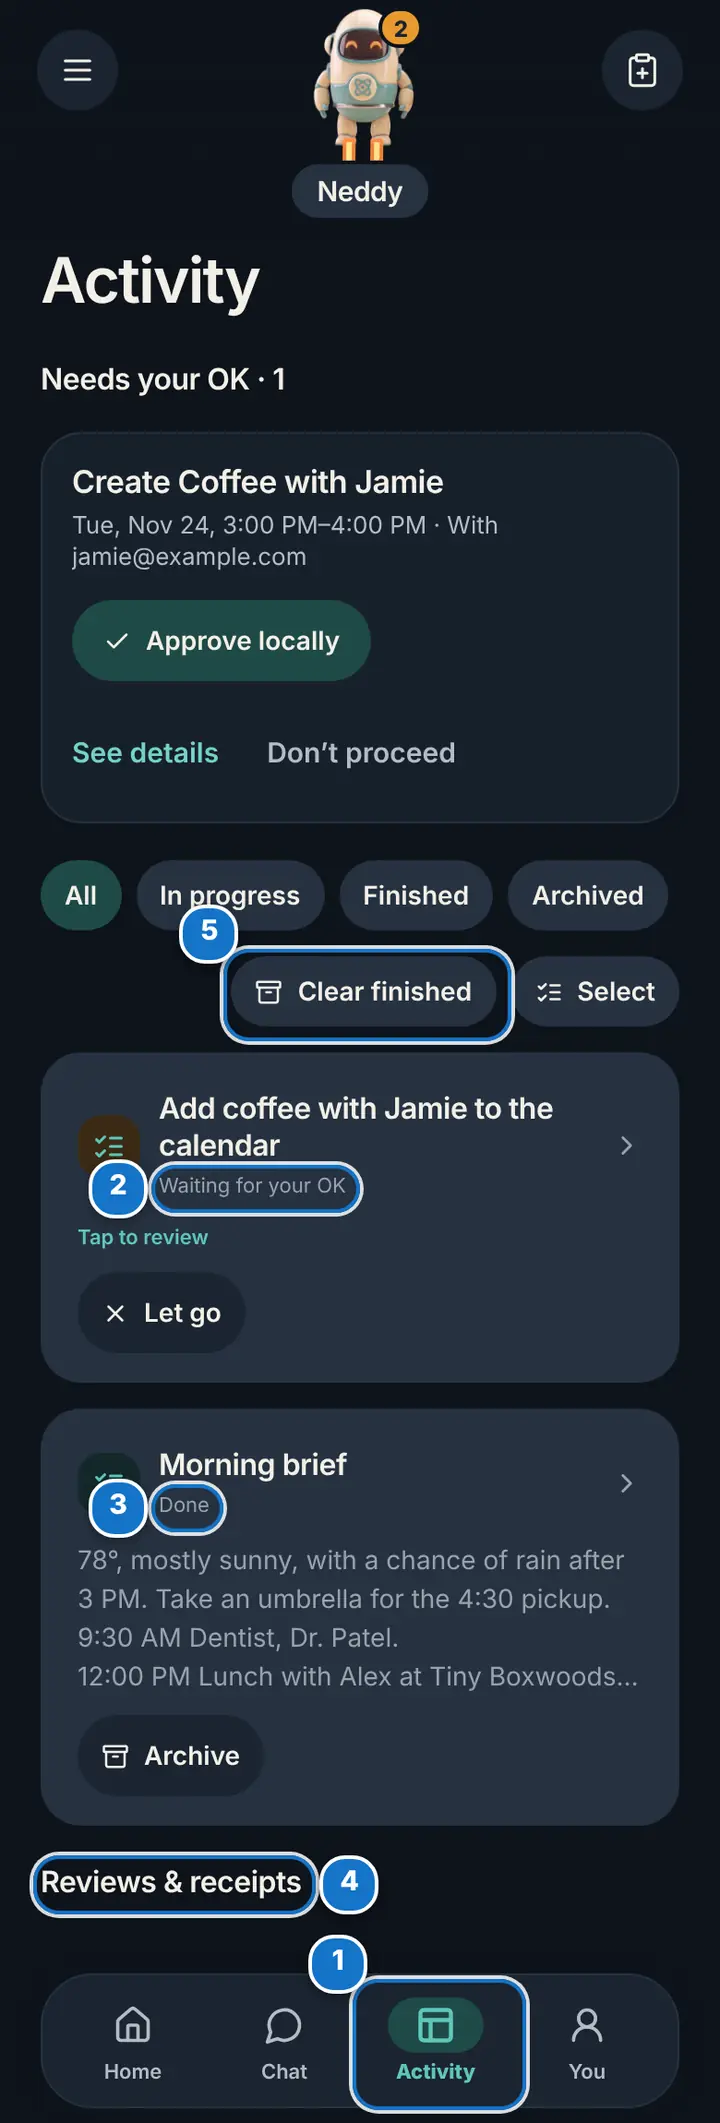 2
Neddy
Activity
Needs your OK · 1
Create Coffee with Jamie
Tue, Nov 24, 3:00 PM–4:00 PM · With
jamie@example.com
Approve locally
See details
Don’t proceed
All
In progress
Finished
Archived
5
Clear finished
Select
Add coffee with Jamie to the
calendar
2
Waiting for your OK
Tap to review
Let go
Morning brief
3
Done
78°, mostly sunny, with a chance of rain after
3 PM. Take an umbrella for the 4:30 pickup.
9:30 AM Dentist, Dr. Patel.
12:00 PM Lunch with Alex at Tiny Boxwoods...
Archive
Reviews & receipts
4
1
Home
Chat
Activity
You